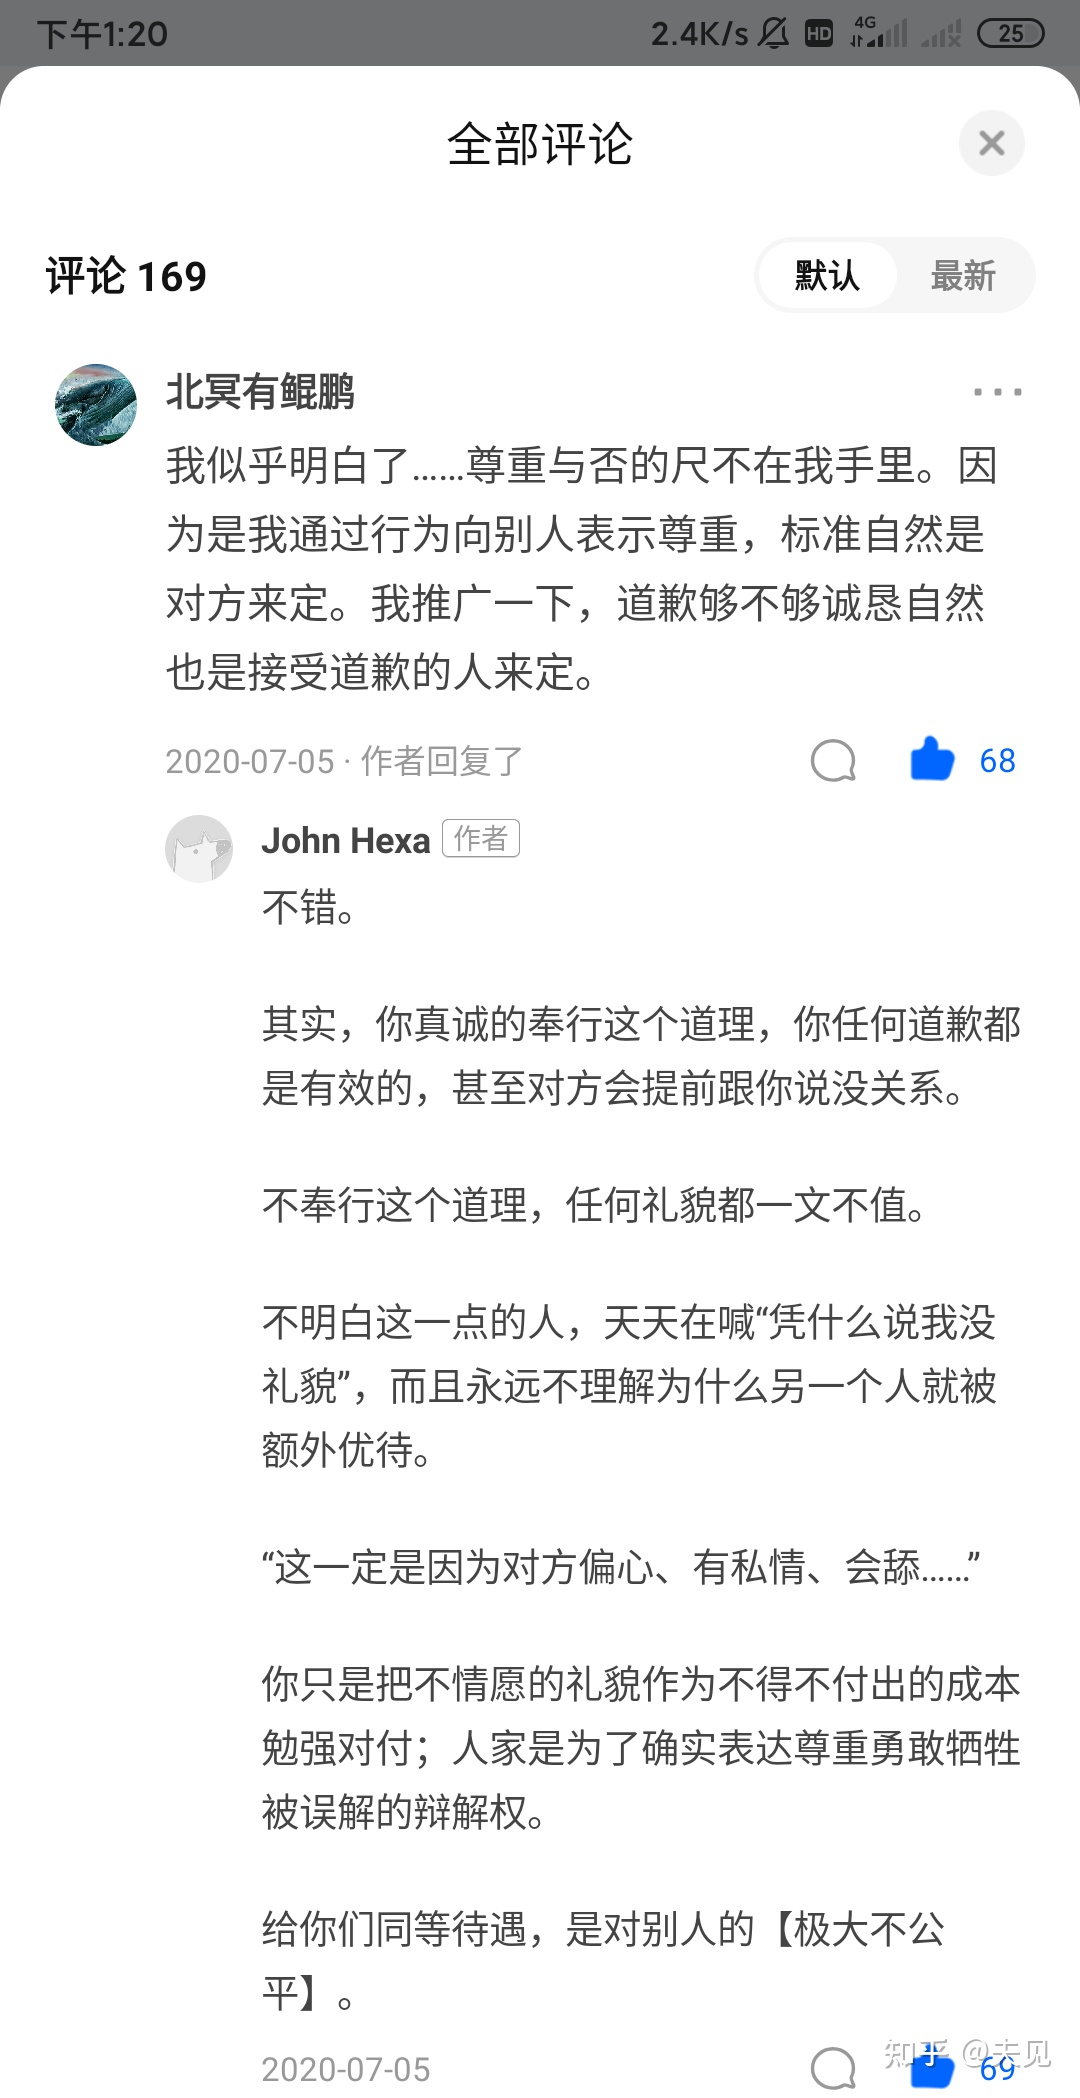 下午1:20
2.4K/s HD 4G 25
全部评论
评论 169
默认 最新
北冥有鲲鹏
我似乎明白了……尊重与否的尺不在我手里。因
为是我通过行为向别人表示尊重，标准自然是
对方来定。我推广一下，道歉够不够诚恳自然
也是接受道歉的人来定。
2020-07-05 · 作者回复了
68
John Hexa 作者
不错。
其实，你真诚的奉行这个道理，你任何道歉都
是有效的，甚至对方会提前跟你说没关系。
不奉行这个道理，任何礼貌都一文不值。
不明白这一点的人，天天在喊“凭什么说我没
礼貌”，而且永远不理解为什么另一个人就被
额外优待。
“这一定是因为对方偏心、有私情、会舔……”
你只是把不情愿的礼貌作为不得不付出的成本
勉强对付；人家是为了确实表达尊重勇敢牺牲
被误解的辩解权。
给你们同等待遇，是对别人的【极大不公
平】。
2020-07-05
69
知乎